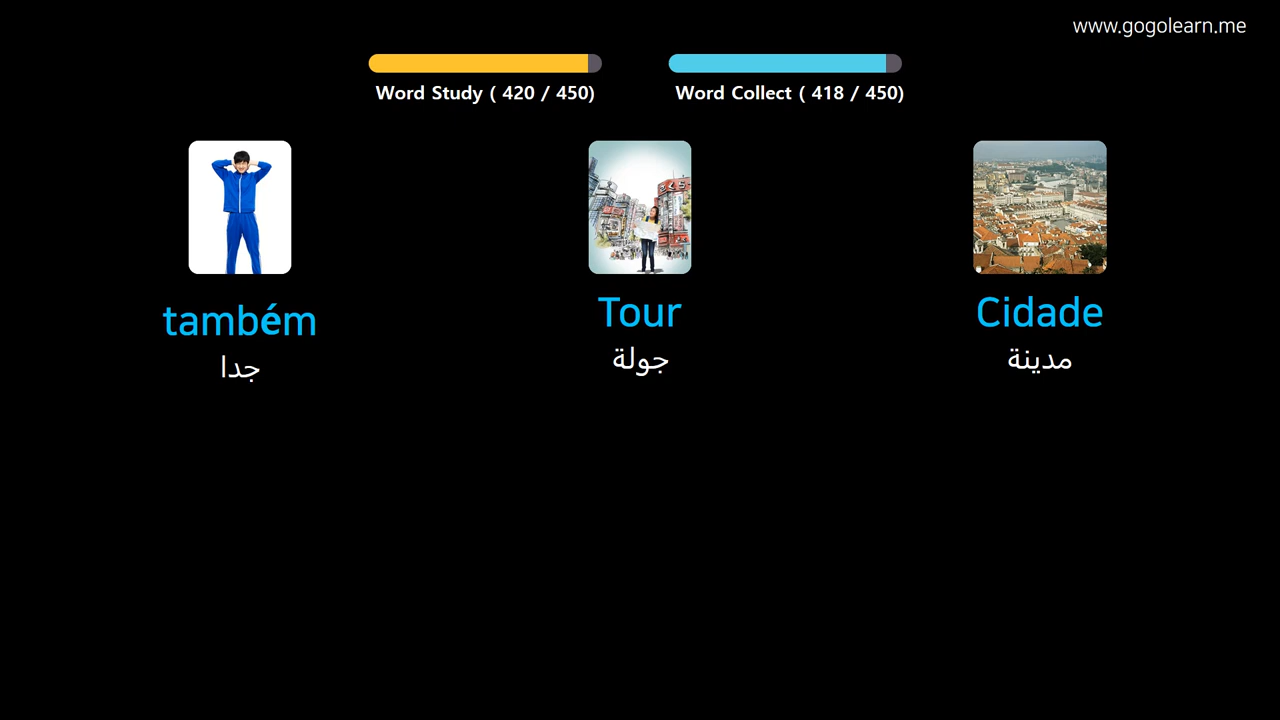 www.gogolearn.me
Word Study ( 420 / 450)
Word Collect ( 418 / 450)
também
جدا
Tour
جولة
Cidade
مدينة